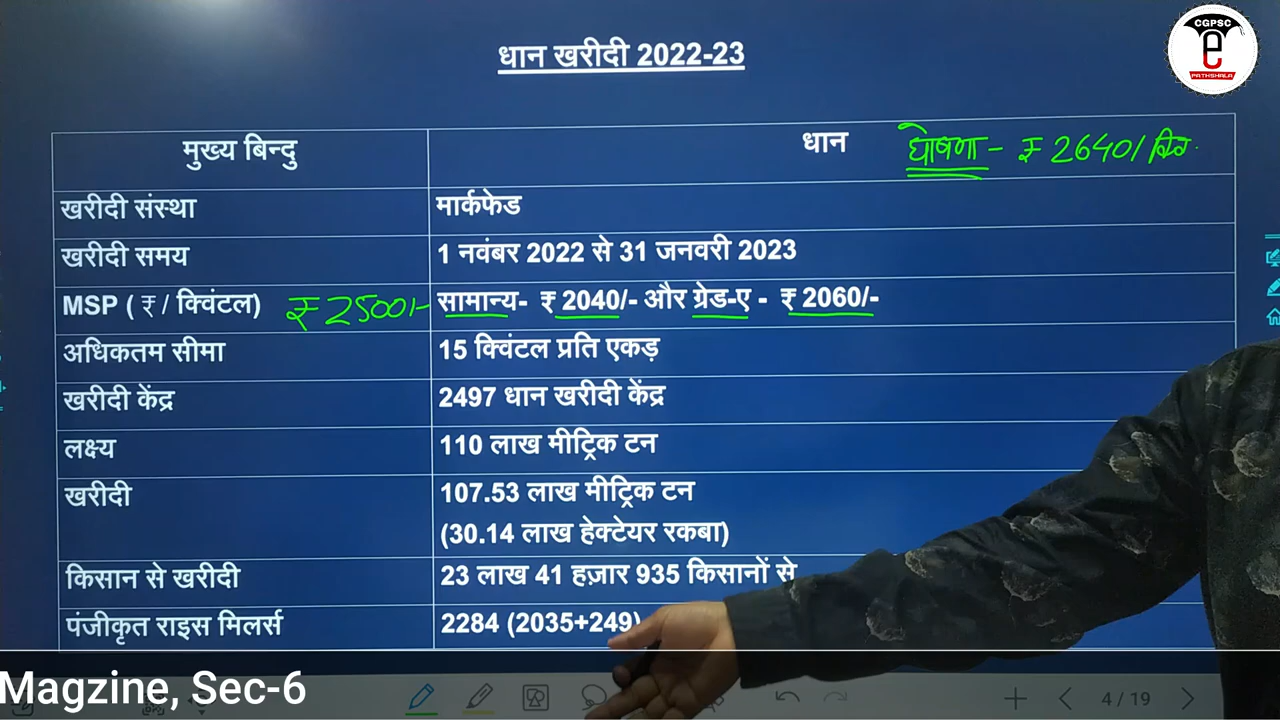 CGPSC
e
PATHSHALA
धान खरीदी 2022-23
मुख्य बिन्दु धान घोषणा - ₹ 2640/ क्विं.
खरीदी संस्था मार्कफेड
खरीदी समय 1 नवंबर 2022 से 31 जनवरी 2023
MSP ( ₹ / क्विंटल) ₹ 2500/- सामान्य- ₹ 2040/- और ग्रेड-ए - ₹ 2060/-
अधिकतम सीमा 15 क्विंटल प्रति एकड़
खरीदी केंद्र 2497 धान खरीदी केंद्र
लक्ष्य 110 लाख मीट्रिक टन
खरीदी 107.53 लाख मीट्रिक टन
(30.14 लाख हेक्टेयर रकबा)
किसान से खरीदी 23 लाख 41 हज़ार 935 किसानों से
पंजीकृत राइस मिलर्स 2284 (2035+249)
Magzine, Sec-6
4 / 19